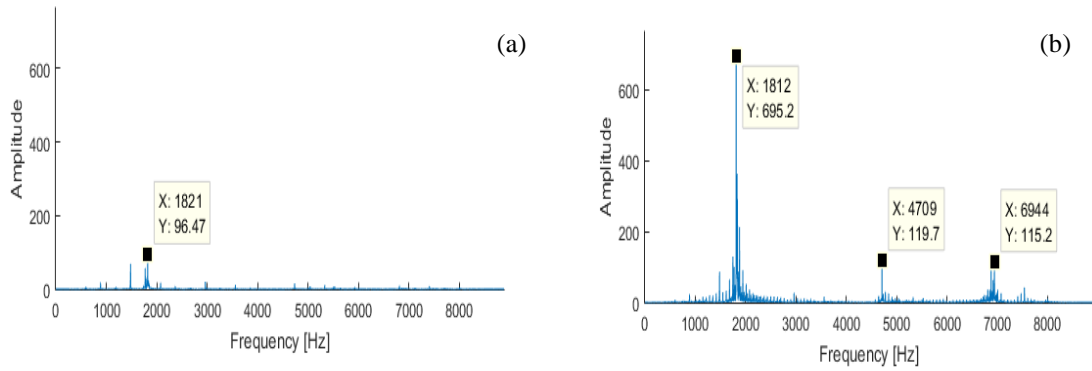 (a)
600
400
200
0
Amplitude
X: 1821
Y: 96.47
0 1000 2000 3000 4000 5000 6000 7000 8000
Frequency [Hz]
(b)
600
400
200
0
Amplitude
X: 1812
Y: 695.2
X: 4709
Y: 119.7
X: 6944
Y: 115.2
0 1000 2000 3000 4000 5000 6000 7000 8000
Frequency [Hz]